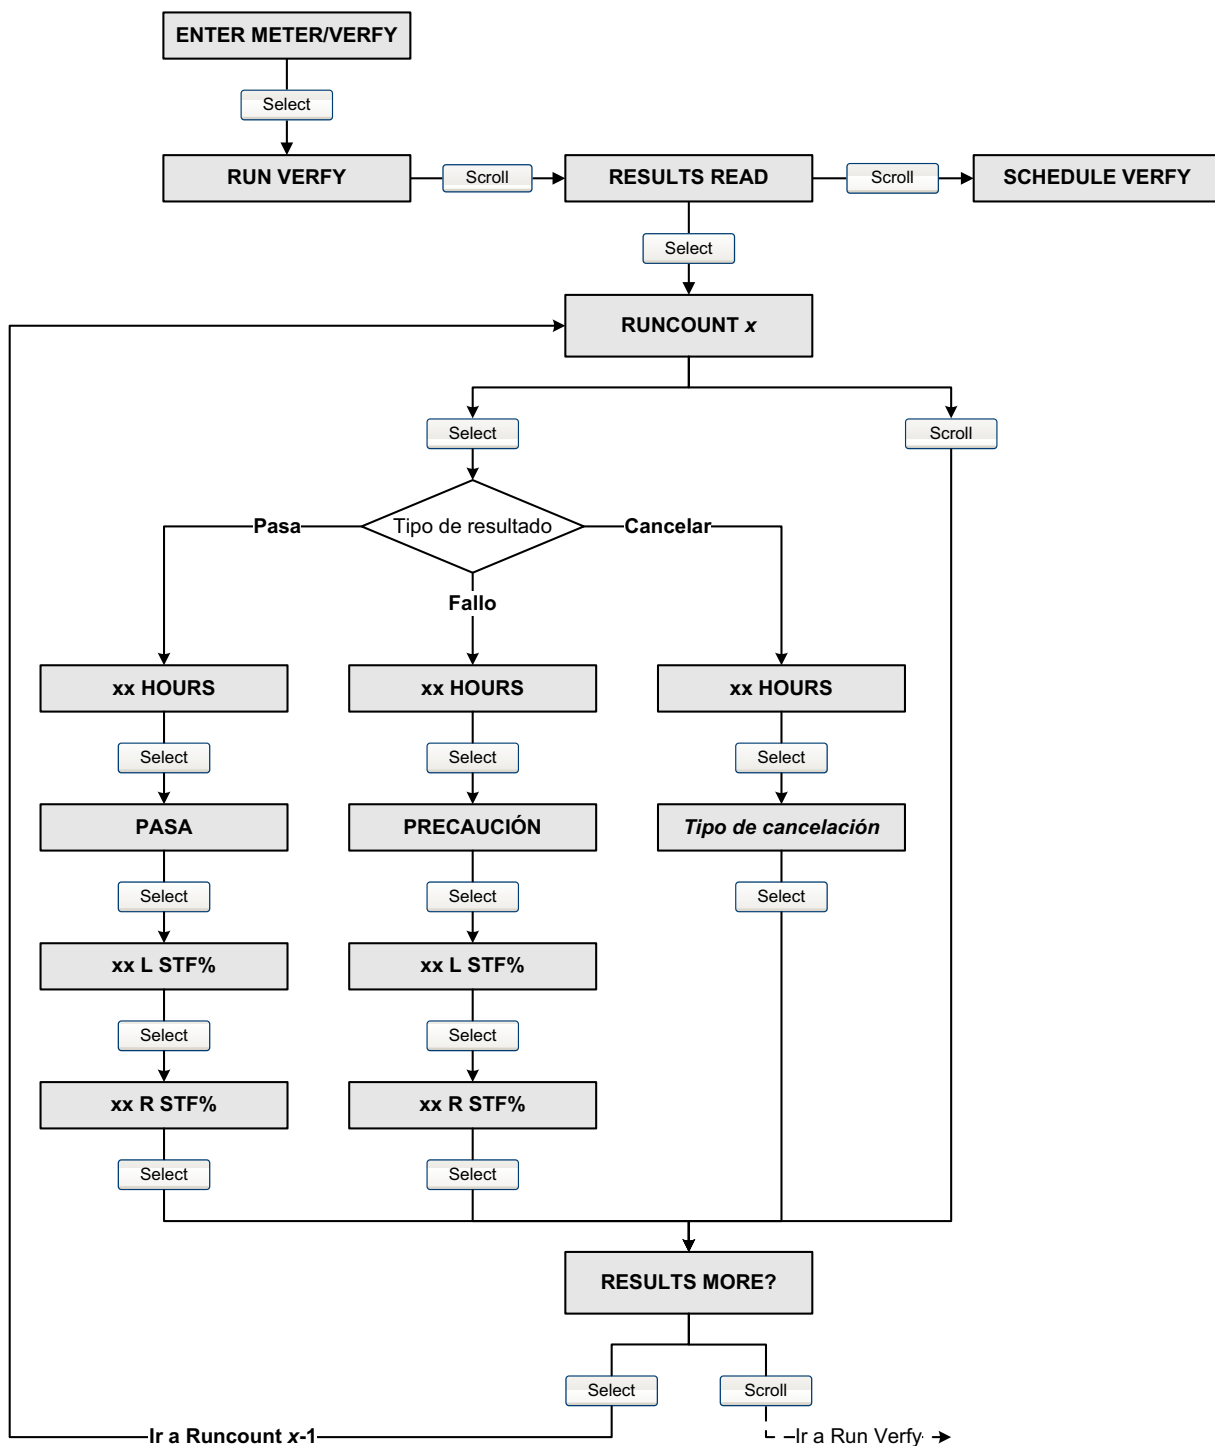 ENTER METER/VERFY
Select
RUN VERFY
Scroll
RESULTS READ
Scroll
SCHEDULE VERFY
Select
RUNCOUNT x
Select
Scroll
Pasa
Tipo de resultado
Cancelar
Fallo
xx HOURS
xx HOURS
xx HOURS
Select
Select
Select
PASA
PRECAUCIÓN
Tipo de cancelación
Select
Select
Select
xx L STF%
xx L STF%
Select
Select
xx R STF%
xx R STF%
Select
Select
RESULTS MORE?
Select
Scroll
Ir a Runcount x-1
Ir a Run Verfy